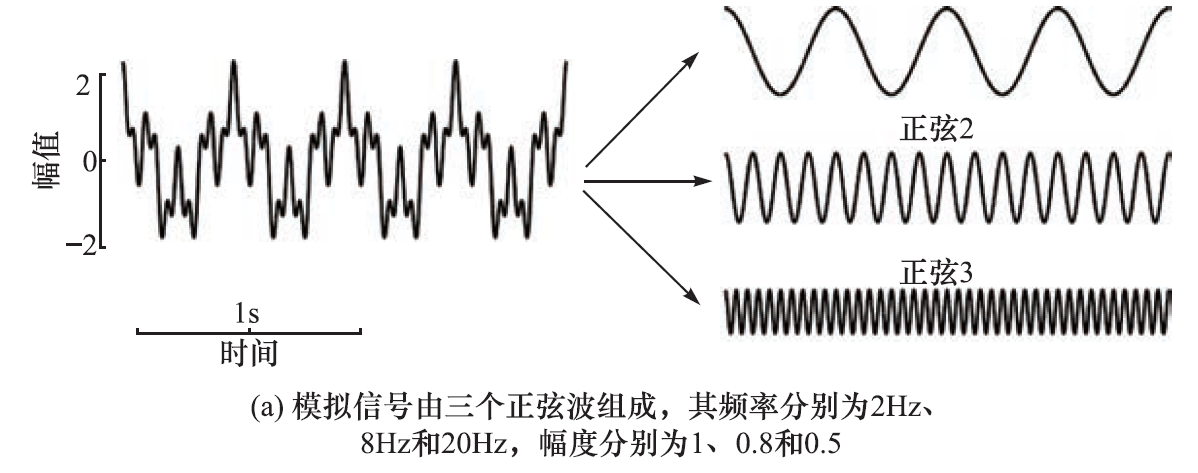 2
0
−2
幅值
1s
时间
正弦2
正弦3
(a) 模拟信号由三个正弦波组成，其频率分别为2Hz、
8Hz和20Hz，幅度分别为1、0.8和0.5